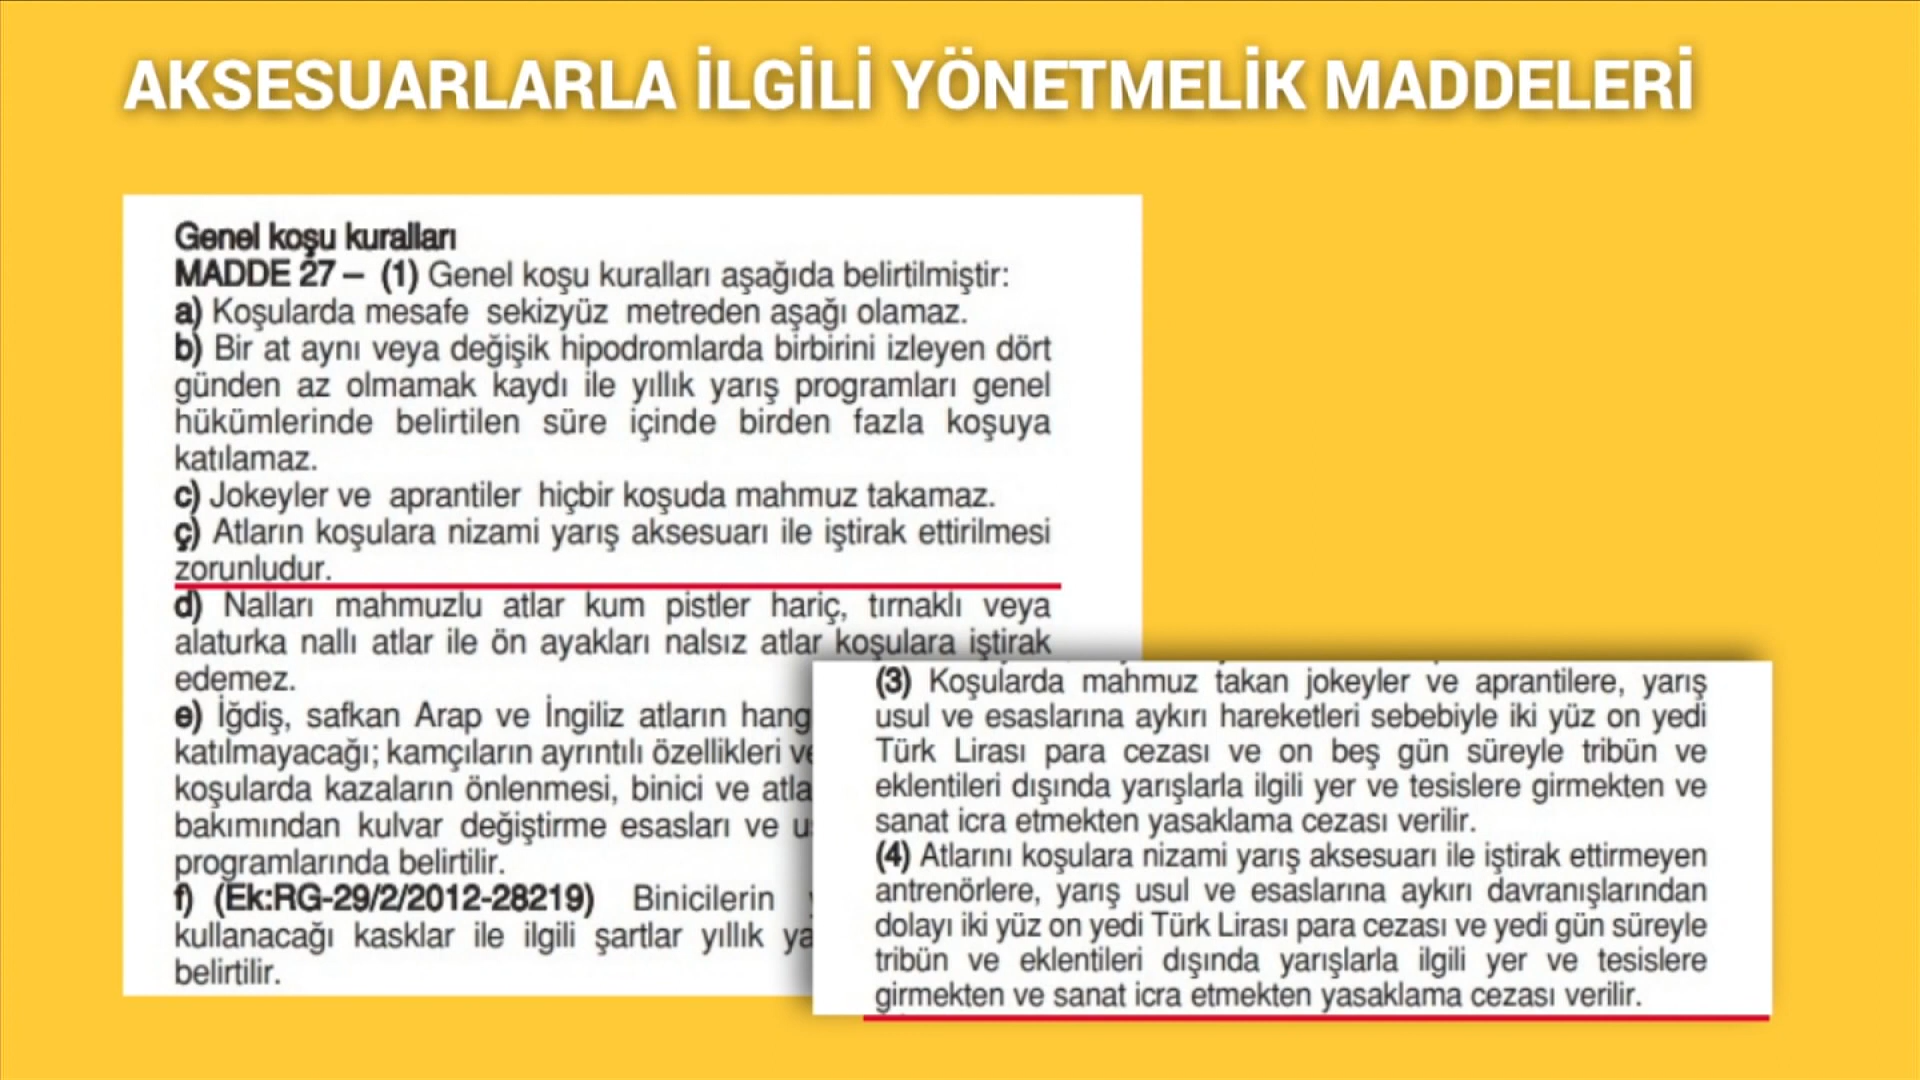 AKSESUARLARLA İLGİLİ YÖNETMELİK MADDELERİ
Genel koşu kuralları
MADDE 27 – (1) Genel koşu kuralları aşağıda belirtilmiştir:
a) Koşularda mesafe sekizyüz metreden aşağı olamaz.
b) Bir at aynı veya değişik hipodromlarda birbirini izleyen dört
günden az olmamak kaydı ile yıllık yarış programları genel
hükümlerinde belirtilen süre içinde birden fazla koşuya
katılamaz.
c) Jokeyler ve aprantiler hiçbir koşuda mahmuz takamaz.
ç) Atların koşulara nizami yarış aksesuarı ile iştirak ettirilmesi
zorunludur.
d) Nalları mahmuzlu atlar kum pistler hariç, tırnaklı veya
alaturka nallı atlar ile ön ayakları nalsız atlar koşulara iştirak
edemez.
e) İğdiş, safkan Arap ve İngiliz atların
katılmayacağı; kamçıların ayrıntılı özellikleri
koşularda kazaların önlenmesi, binici ve
bakımından kulvar değiştirme esasları ve
programlarında belirtilir.
f) (Ek:RG-29/2/2012-28219) Binicilerin
kullanacağı kasklar ile ilgili şartlar yıllık
belirtilir.
(3) Koşularda mahmuz takan jokeyler ve aprantilere, yarış
usul ve esaslarına aykırı hareketleri sebebiyle iki yüz on yedi
Türk Lirası para cezası ve on beş gün süreyle tribün ve
eklentileri dışında yarışlarla ilgili yer ve tesislere girmekten ve
sanat icra etmekten yasaklama cezası verilir.
(4) Atlarını koşulara nizami yarış aksesuarı ile iştirak ettirmeyen
antrenörlere, yarış usul ve esaslarına aykırı davranışlarından
dolayı iki yüz on yedi Türk Lirası para cezası ve yedi gün süreyle
tribün ve eklentileri dışında yarışlarla ilgili yer ve tesislere
girmekten ve sanat icra etmekten yasaklama cezası verilir.